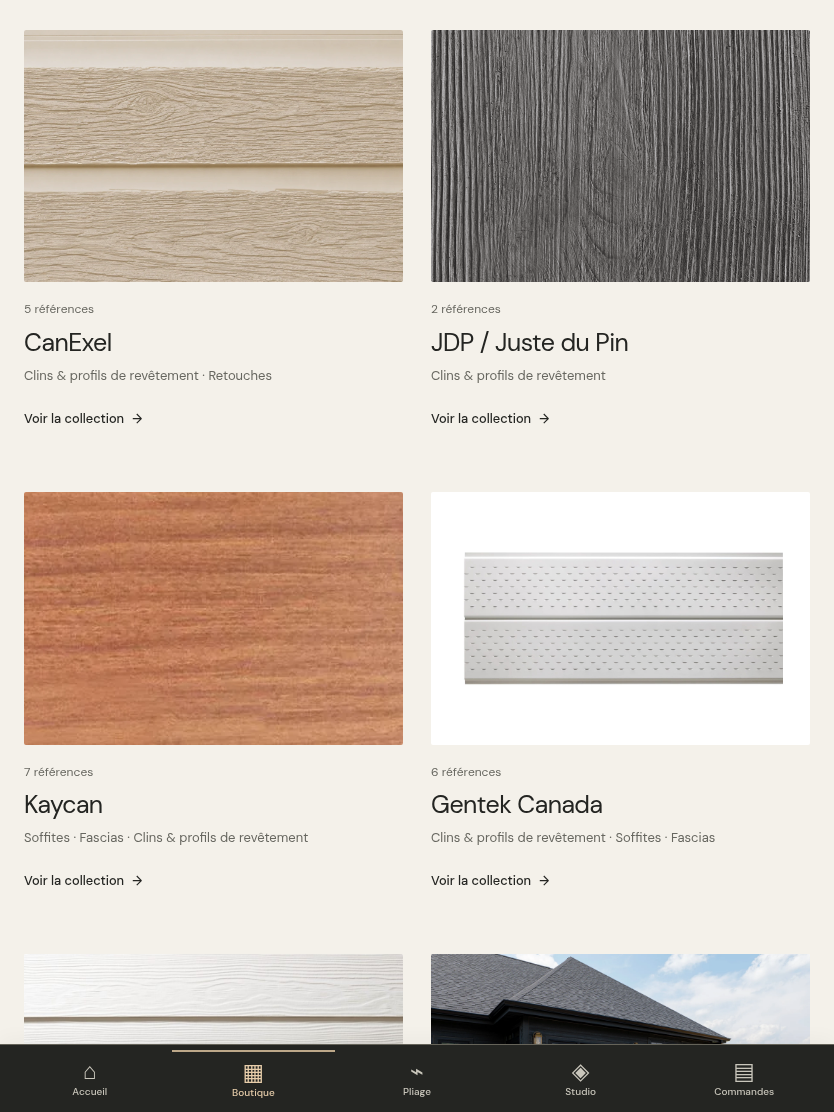 5 références
CanExel
Clins & profils de revêtement · Retouches
Voir la collection →
2 références
JDP / Juste du Pin
Clins & profils de revêtement
Voir la collection →
7 références
Kaycan
Soffites · Fascias · Clins & profils de revêtement
Voir la collection →
6 références
Gentek Canada
Clins & profils de revêtement · Soffites · Fascias
Voir la collection →
Accueil
Boutique
Pliage
Studio
Commandes